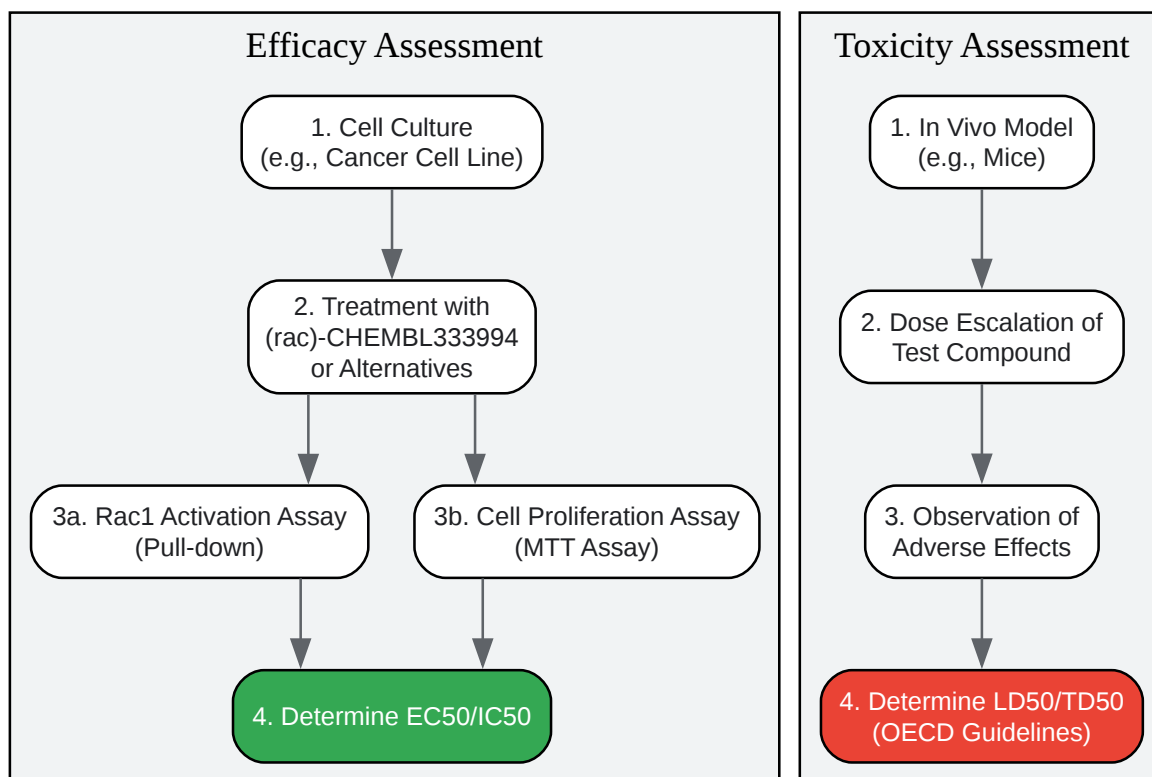 Efficacy Assessment
1. Cell Culture
(e.g., Cancer Cell Line)
2. Treatment with
(rac)-CHEMBL333994
or Alternatives
3a. Rac1 Activation Assay
(Pull-down)
3b. Cell Proliferation Assay
(MTT Assay)
4. Determine EC50/IC50
Toxicity Assessment
1. In Vivo Model
(e.g., Mice)
2. Dose Escalation of
Test Compound
3. Observation of
Adverse Effects
4. Determine LD50/TD50
(OECD Guidelines)